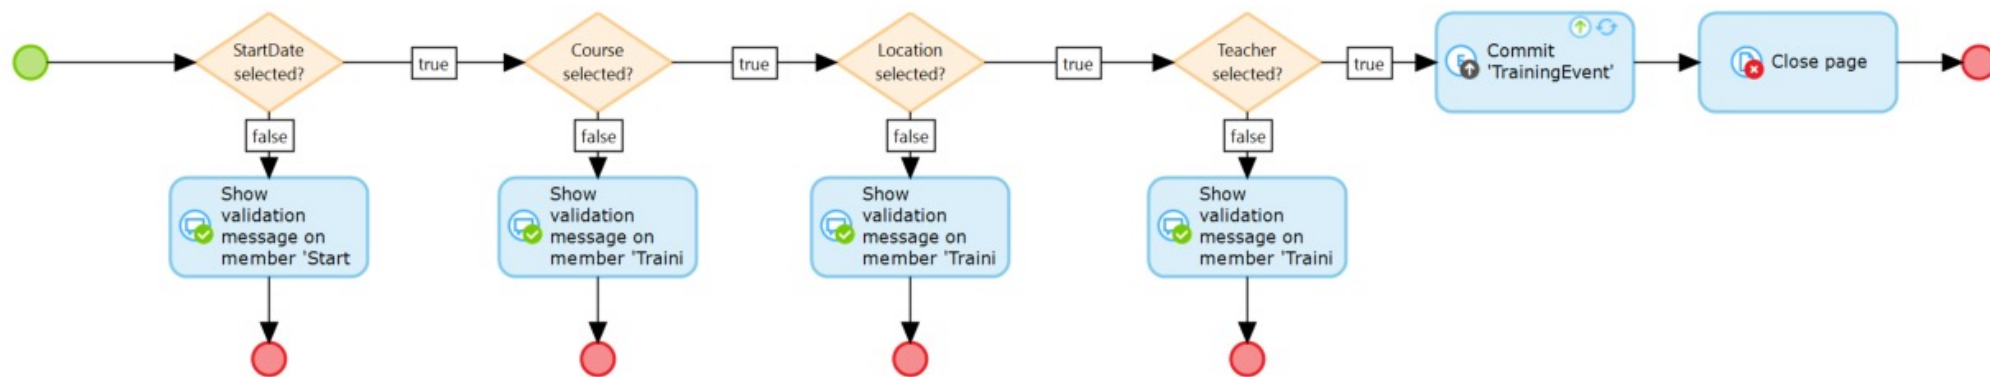 StartDate
selected?
true
Course
selected?
true
Location
selected?
true
Teacher
selected?
true
Commit
'TrainingEvent'
Close page
false
false
false
false
Show
validation
message on
member 'Start
Show
validation
message on
member 'Traini
Show
validation
message on
member 'Traini
Show
validation
message on
member 'Traini